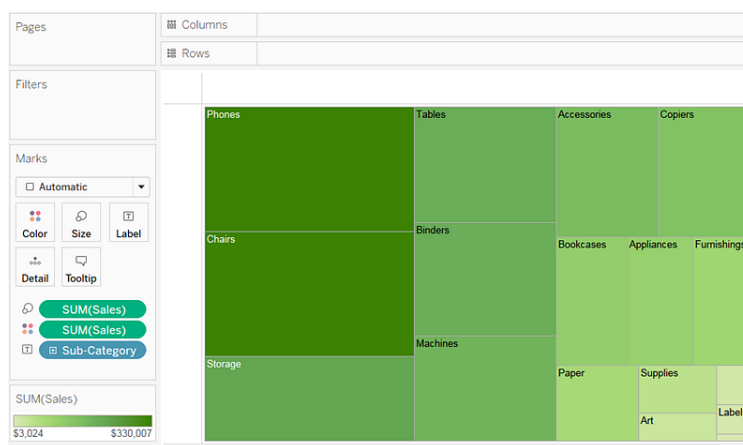 Pages
Columns
Rows
Filters
Marks
Automatic
Color
Size
Label
Detail
Tooltip
SUM(Sales)
SUM(Sales)
Sub-Category
SUM(Sales)
$3,024 $330,007
Phones
Chairs
Storage
Tables
Binders
Machines
Accessories
Copiers
Bookcases
Appliances
Furnishings
Paper
Supplies
Art
Label